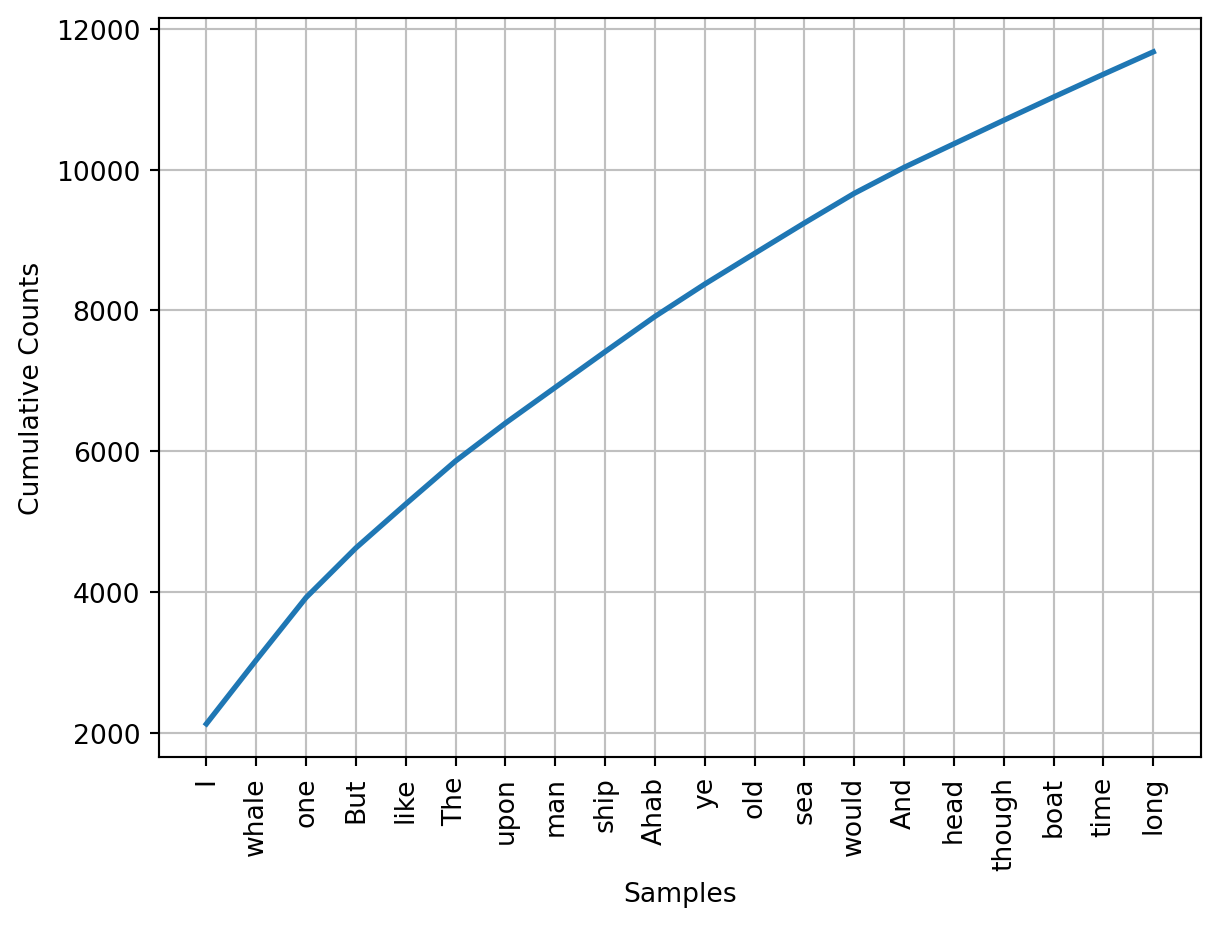 12000
10000
8000
6000
4000
2000
Cumulative Counts
I
whale
one
But
like
The
upon
man
ship
Ahab
ye
old
sea
would
And
head
though
boat
time
long
Samples